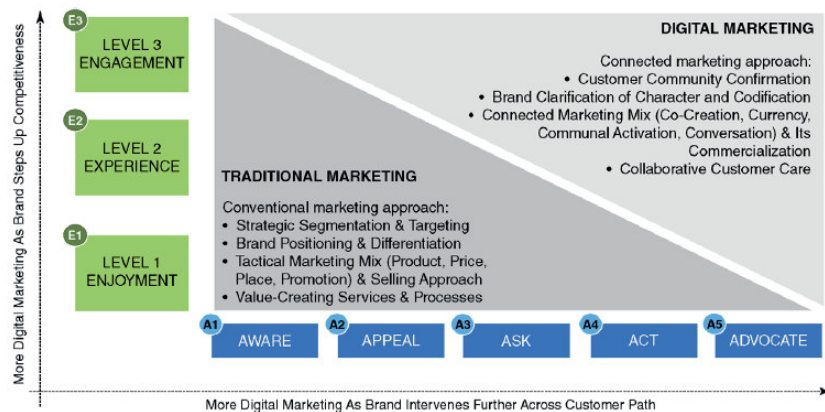 More Digital Marketing As Brand Steps Up Competitiveness
E3
LEVEL 3
ENGAGEMENT
E2
LEVEL 2
EXPERIENCE
E1
LEVEL 1
ENJOYMENT
DIGITAL MARKETING
Connected marketing approach:
• Customer Community Confirmation
• Brand Clarification of Character and Codification
• Connected Marketing Mix (Co-Creation, Currency,
Communal Activation, Conversation) & Its
Commercialization
• Collaborative Customer Care
TRADITIONAL MARKETING
Conventional marketing approach:
• Strategic Segmentation & Targeting
• Brand Positioning & Differentiation
• Tactical Marketing Mix (Product, Price,
Place, Promotion) & Selling Approach
• Value-Creating Services & Processes
A1
AWARE
A2
APPEAL
A3
ASK
A4
ACT
A5
ADVOCATE
More Digital Marketing As Brand Intervenes Further Across Customer Path